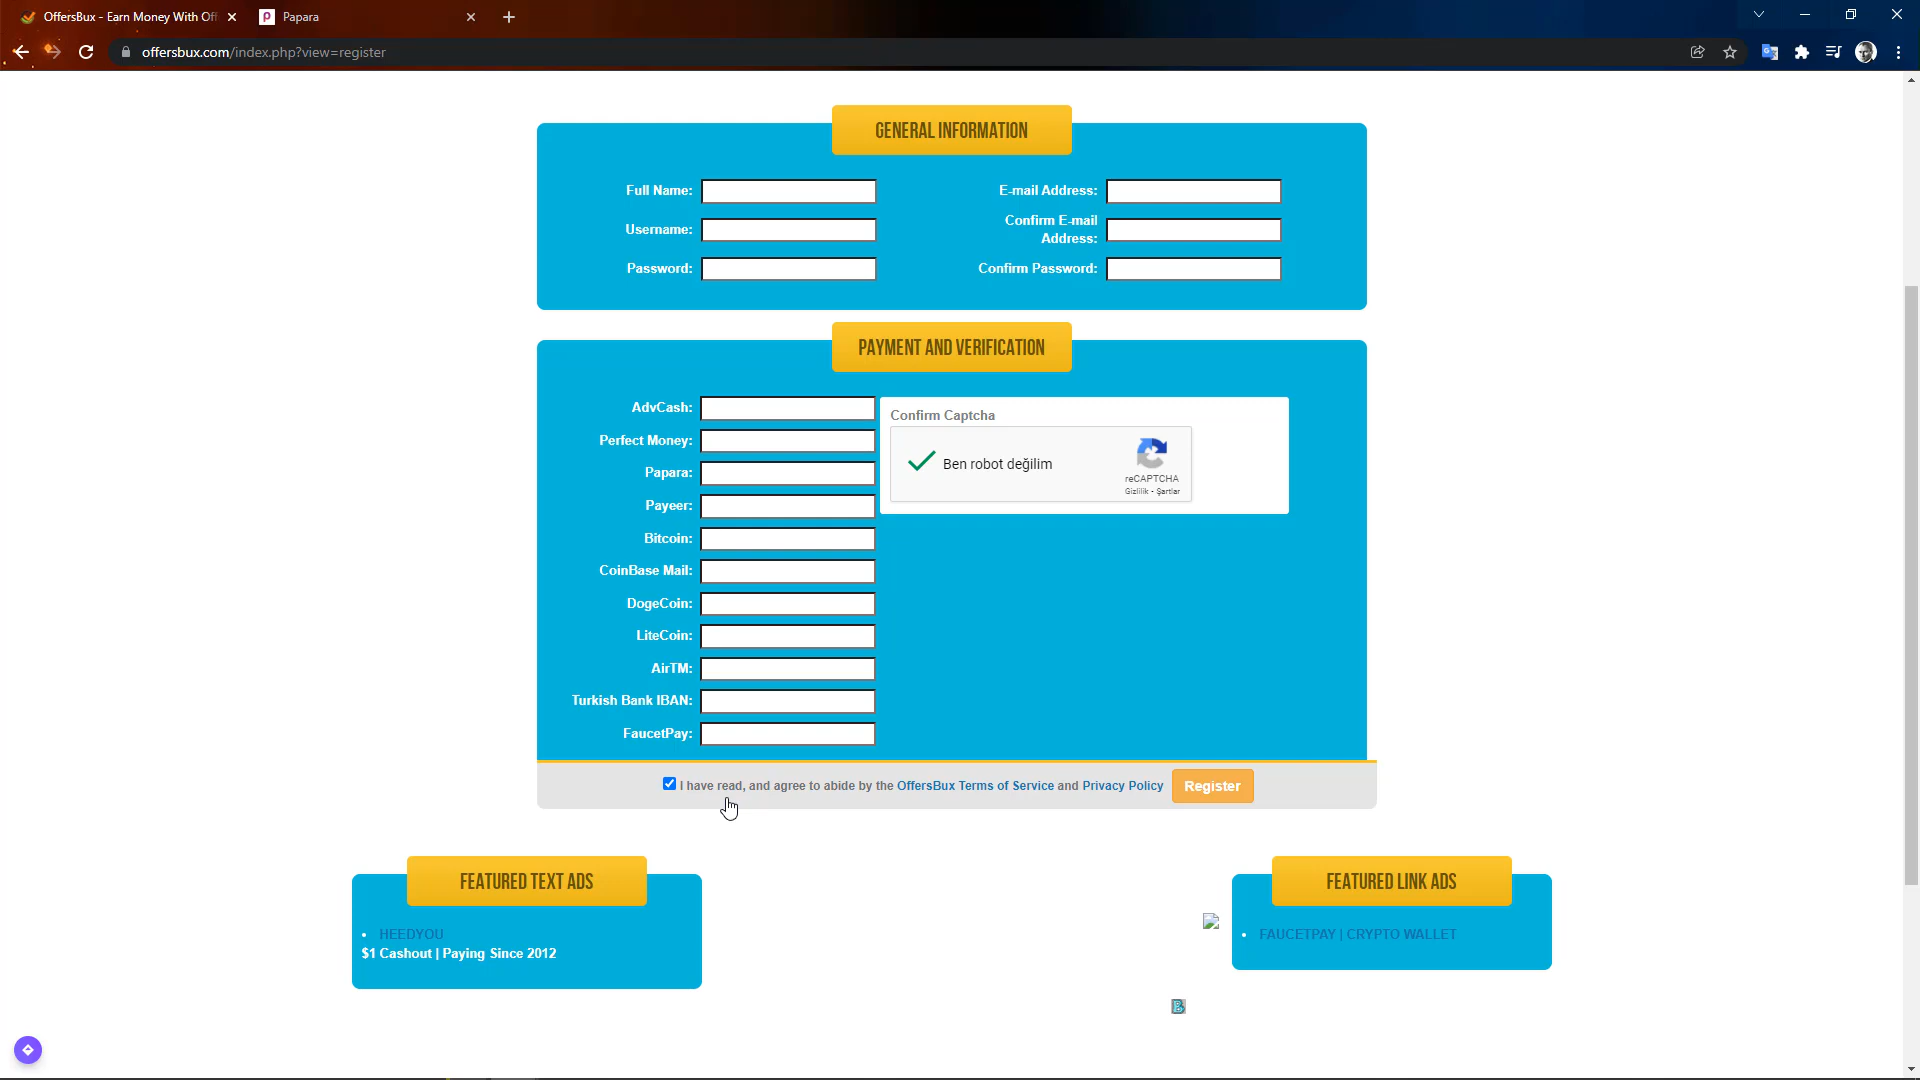 OffersBux - Earn Money With Off
Papara
offersbux.com/index.php?view=register
GENERAL INFORMATION
Full Name:
E-mail Address:
Username:
Confirm E-mail
Address:
Password:
Confirm Password:
PAYMENT AND VERIFICATION
AdvCash:
Perfect Money:
Papara:
Payeer:
Bitcoin:
CoinBase Mail:
DogeCoin:
LiteCoin:
AirTM:
Turkish Bank IBAN:
FaucetPay:
Confirm Captcha
Ben robot değilim
reCAPTCHA
Gizlilik - Şartlar
I have read, and agree to abide by the OffersBux Terms of Service and Privacy Policy
Register
FEATURED TEXT ADS
HEEDYOU
$1 Cashout | Paying Since 2012
FEATURED LINK ADS
FAUCETPAY | CRYPTO WALLET